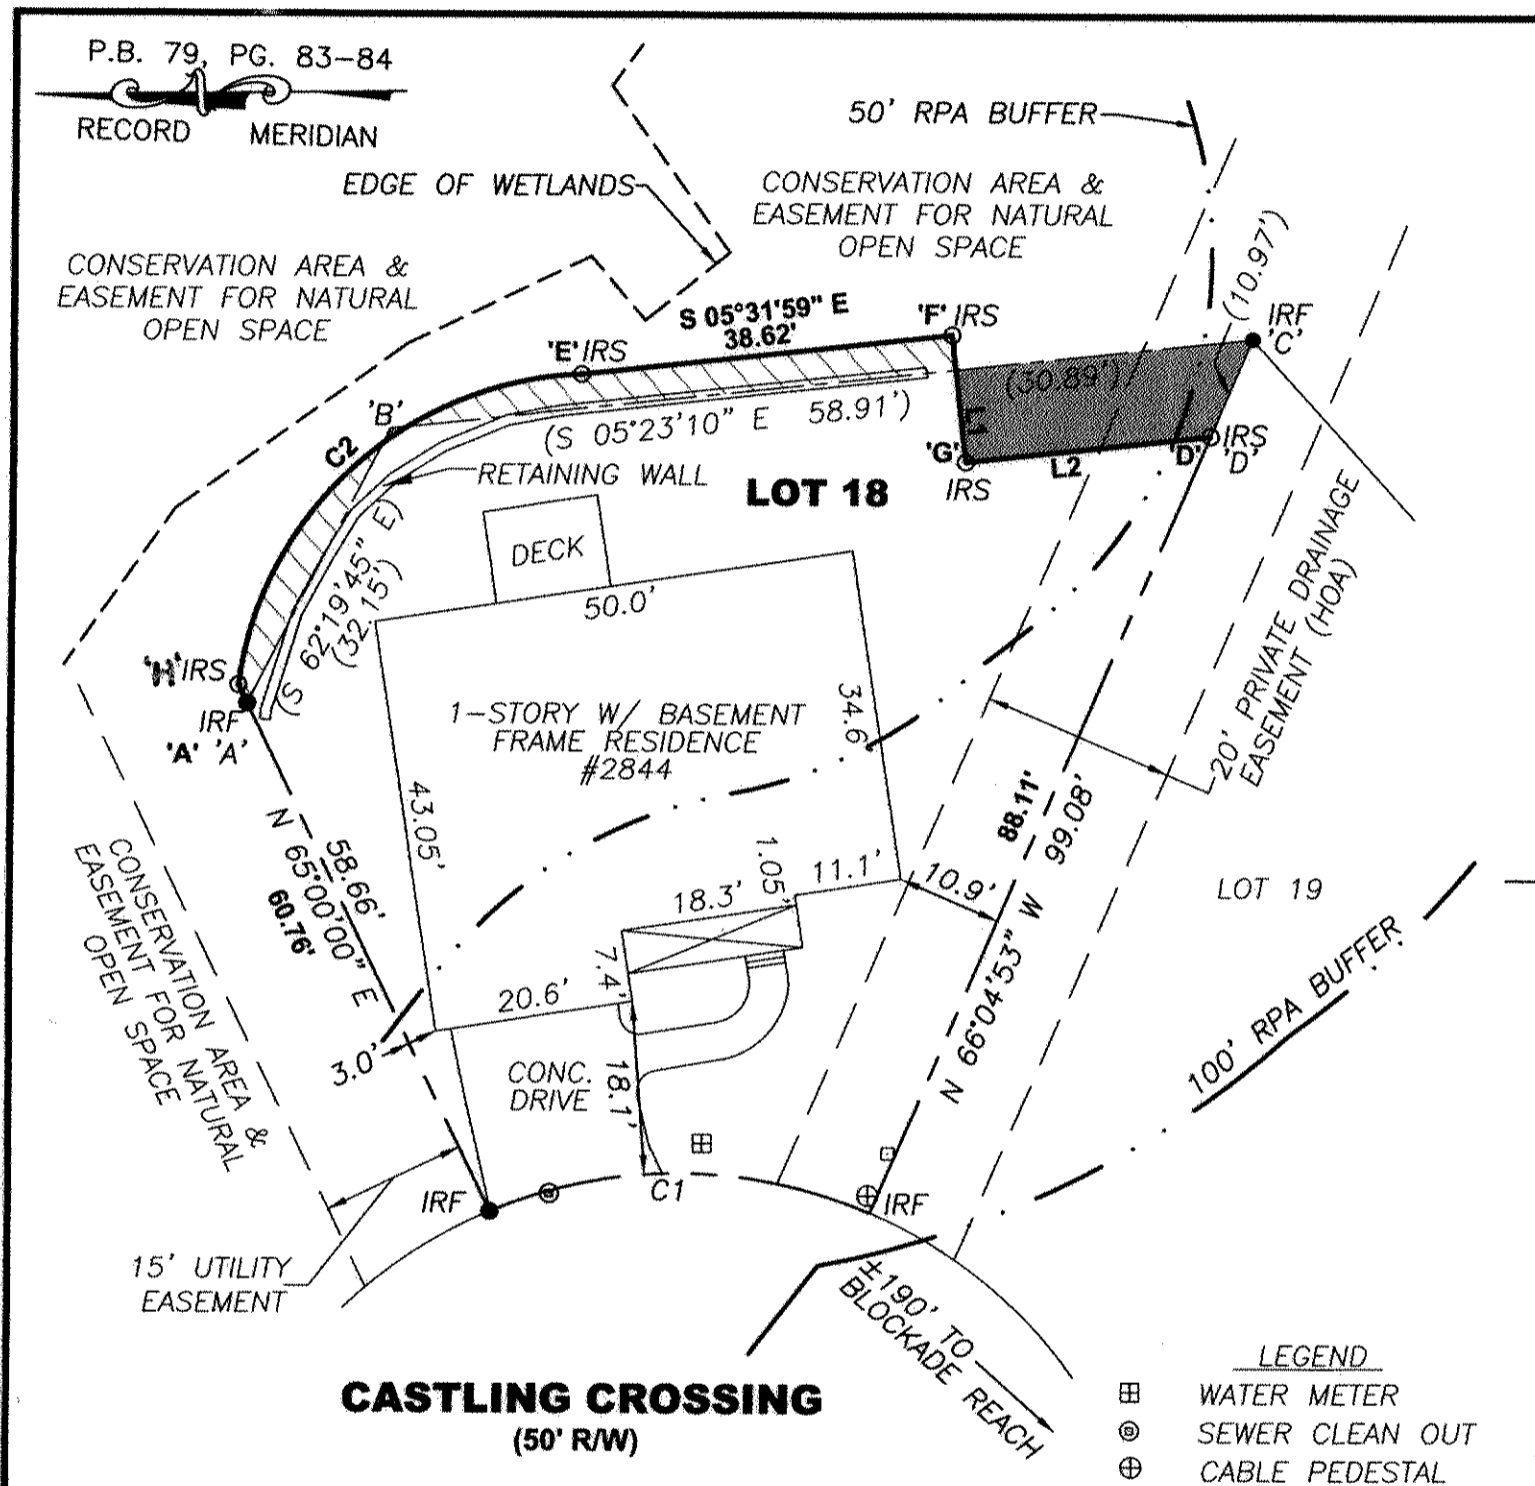 P.B. 79, PG. 83-84
RECORD MERIDIAN
50' RPA BUFFER
EDGE OF WETLANDS
CONSERVATION AREA &
EASEMENT FOR NATURAL
OPEN SPACE
CONSERVATION AREA &
EASEMENT FOR NATURAL
OPEN SPACE
(10.97')
S 05°31'59" E
38.62'
'F' IRS
IRF
'C'
'E' IRS
(30.89')
'B'
(S 05°23'10" E 58.91')
C2
L1
'G'
IRS
L2
'D'
IRS
'D'
RETAINING WALL
LOT 18
DECK
50.0'
(S 62°19'45" E)
(32.15')
20' PRIVATE DRAINAGE
EASEMENT (HOA)
'H' IRS
IRF
'A' 'A'
1-STORY W/ BASEMENT
FRAME RESIDENCE
#2844
34.6'
43.05'
58.66'
N 65°00'00" E
60.76'
CONSERVATION AREA &
EASEMENT FOR NATURAL
OPEN SPACE
1.05'
11.1'
18.3'
10.9'
88.11'
99.08'
N 66°04'53" W
LOT 19
7.4'
20.6'
3.0'
CONC.
DRIVE
18.1'
100' RPA BUFFER
IRF
C1
IRF
15' UTILITY
EASEMENT
±190' TO
BLOCKADE REACH
CASTLING CROSSING
(50' R/W)
LEGEND
WATER METER
SEWER CLEAN OUT
CABLE PEDESTAL